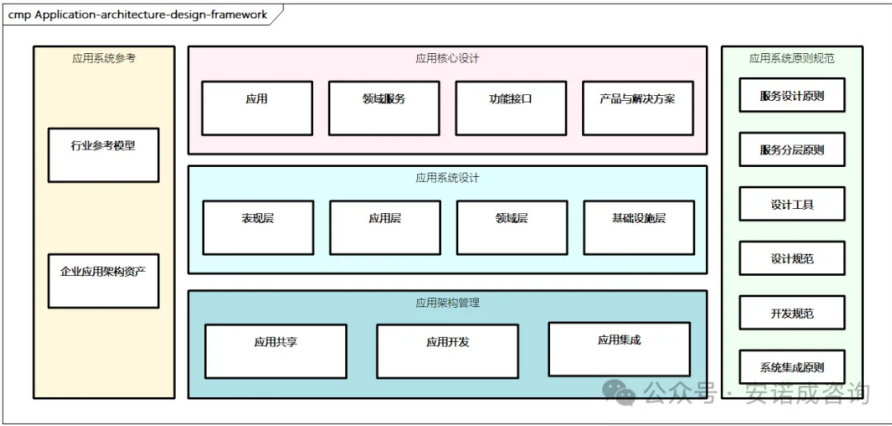 cmp Application-architecture-design-framework
应用系统参考
行业参考模型
企业应用架构资产
应用核心设计
应用
领域服务
功能接口
产品与解决方案
应用系统设计
表现层
应用层
领域层
基础设施层
应用架构管理
应用共享
应用开发
应用集成
应用系统原则规范
服务设计原则
服务分层原则
设计工具
设计规范
开发规范
系统集成原则
公众号·安诺成咨询